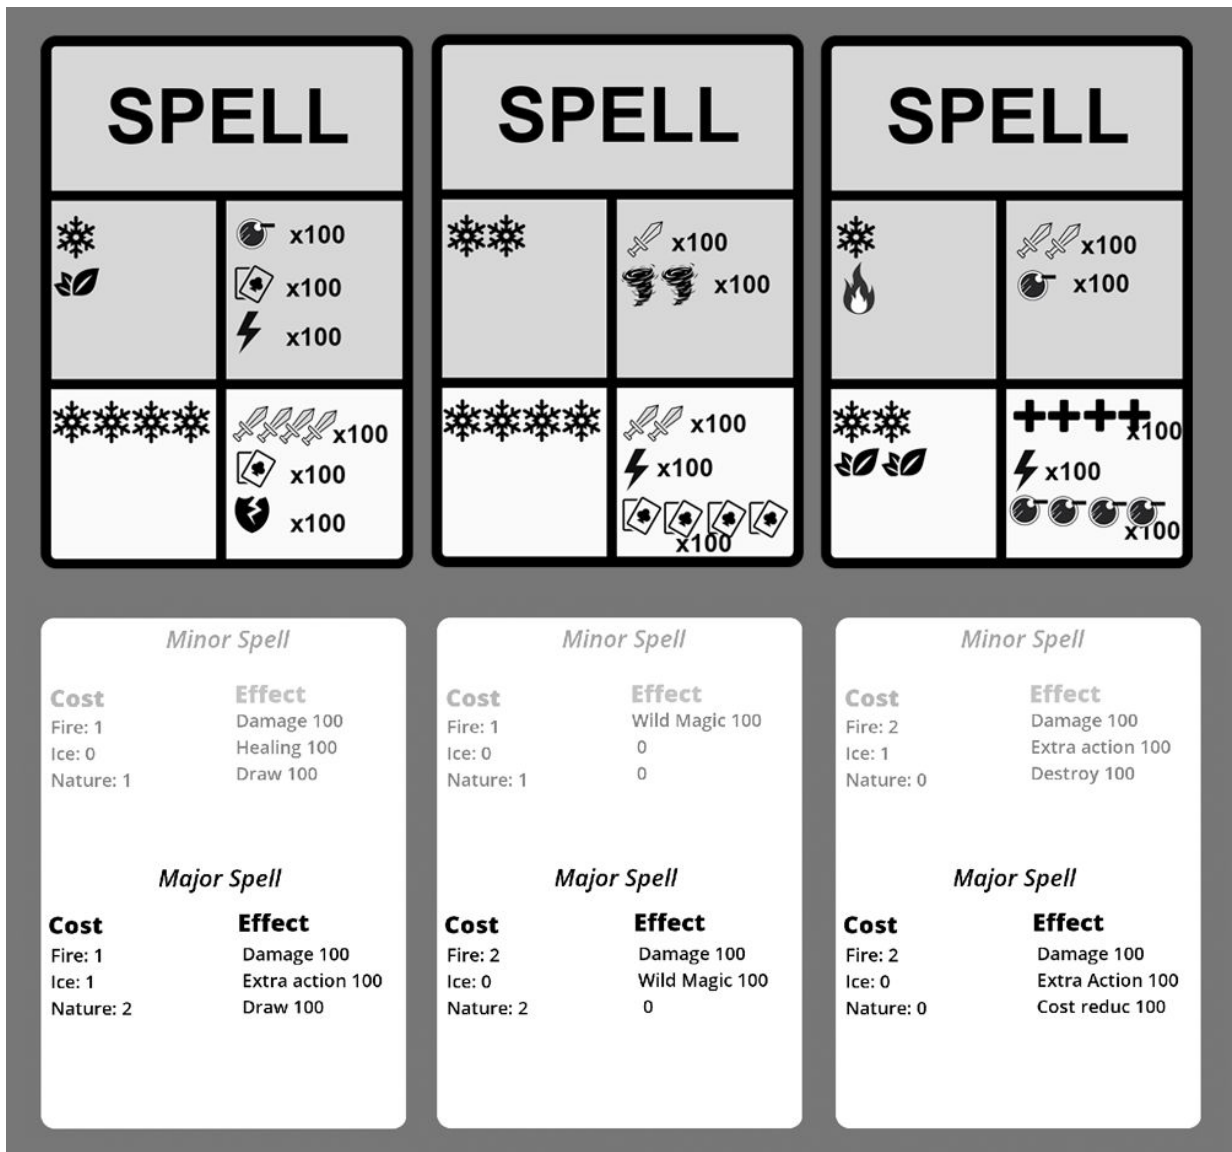 SPELL
x100
x100
x100
x100
x100
x100
SPELL
x100
x100
x100
x100
x100
SPELL
x100
x100
x100
x100
x100
Minor Spell
Cost
Fire: 1
Ice: 0
Nature: 1
Effect
Damage 100
Healing 100
Draw 100
Major Spell
Cost
Fire: 1
Ice: 1
Nature: 2
Effect
Damage 100
Extra action 100
Draw 100
Minor Spell
Cost
Fire: 1
Ice: 0
Nature: 1
Effect
Wild Magic 100
0
0
Major Spell
Cost
Fire: 2
Ice: 0
Nature: 2
Effect
Damage 100
Wild Magic 100
0
Minor Spell
Cost
Fire: 2
Ice: 1
Nature: 0
Effect
Damage 100
Extra action 100
Destroy 100
Major Spell
Cost
Fire: 2
Ice: 0
Nature: 0
Effect
Damage 100
Extra Action 100
Cost reduc 100